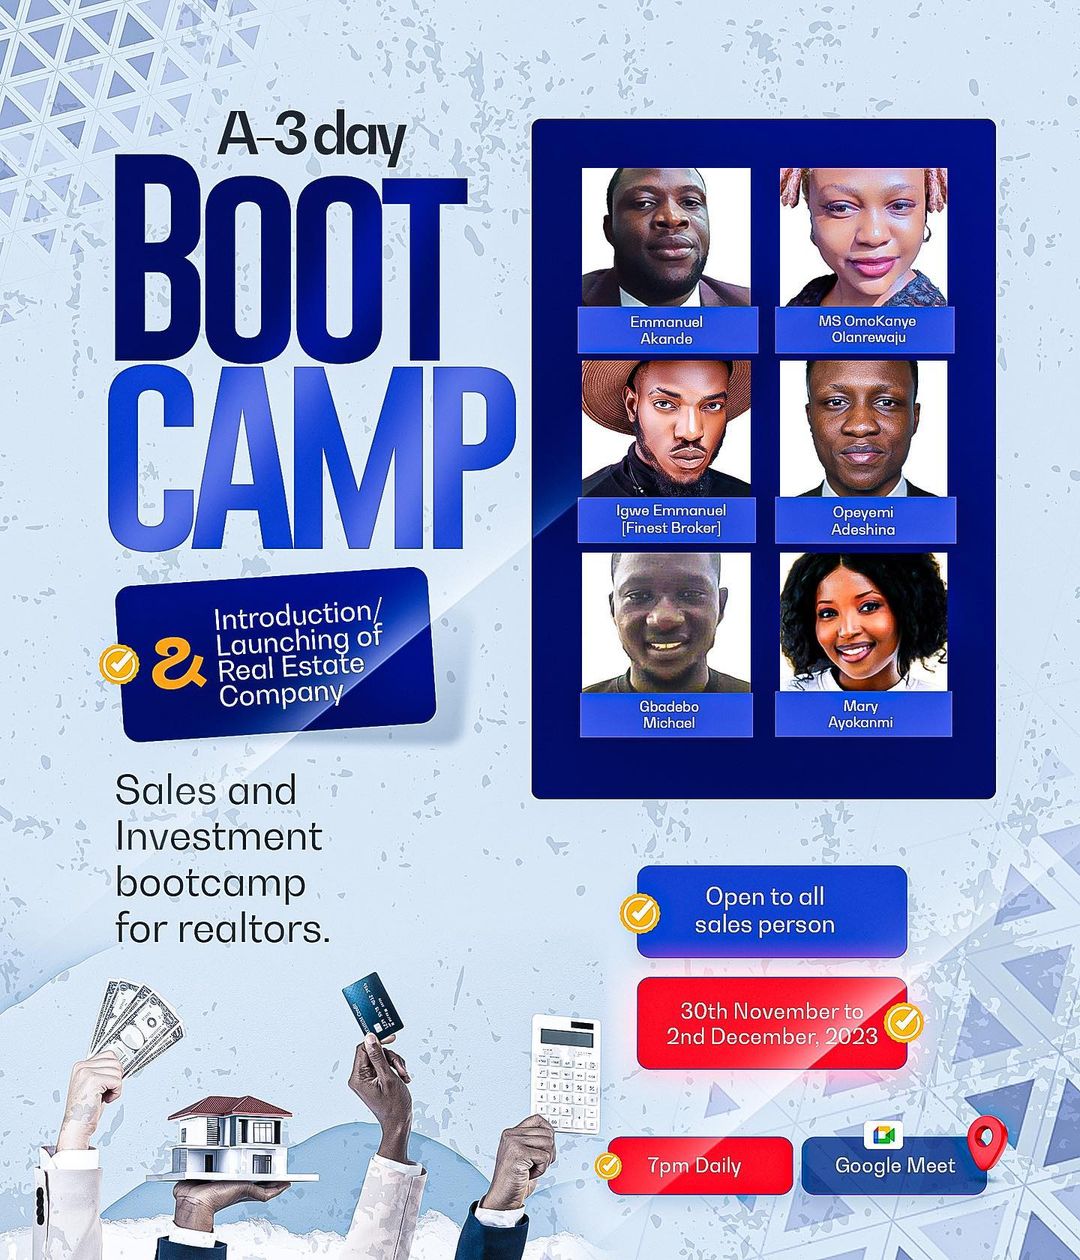 A-3 day
BOOT
CAMP
&
Introduction/
Launching of
Real Estate
Company
Sales and
Investment
bootcamp
for realtors.
Emmanuel
Akande
MS OmoKanye
Olanrewaju
Igwe Emmanuel
[Finest Broker]
Opeyemi
Adeshina
Gbadebo
Michael
Mary
Ayokanmi
Open to all
sales person
30th November to
2nd December, 2023
7pm Daily
Google Meet